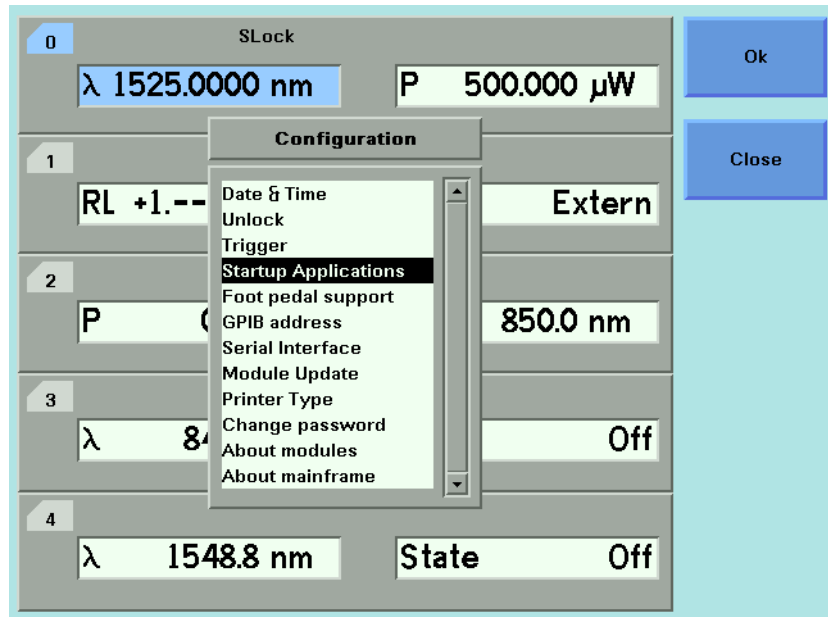 0
SLock
λ 1525.0000 nm
P 500.000 µW
Ok
Configuration
Close
1
RL +1.--
Extern
Date & Time
Unlock
Trigger
Startup Applications
Foot pedal support
GPIB address
Serial Interface
Module Update
Printer Type
Change password
About modules
About mainframe
2
P
850.0 nm
3
λ
Off
4
λ 1548.8 nm
State Off